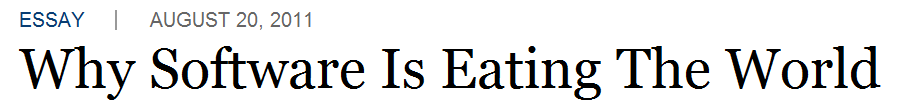 ESSAY | AUGUST 20, 2011
Why Software Is Eating The World